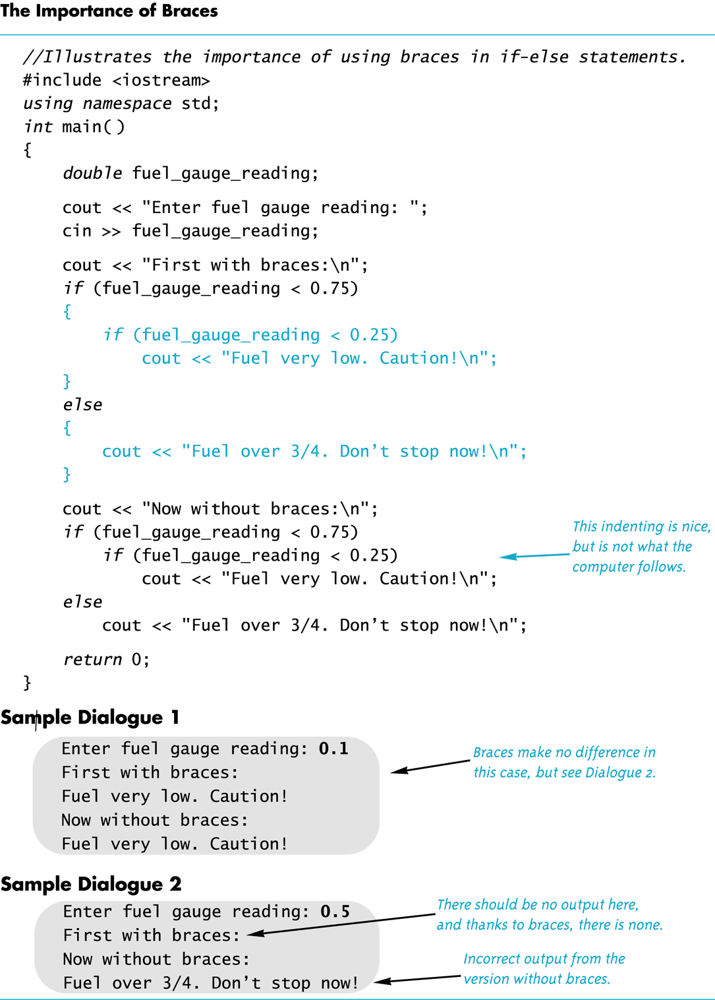 The Importance of Braces
//Illustrates the importance of using braces in if-else statements.
#include <iostream>
using namespace std;
int main( )
{
    double fuel_gauge_reading;
    cout << "Enter fuel gauge reading: ";
    cin >> fuel_gauge_reading;
    cout << "First with braces:\n";
    if (fuel_gauge_reading < 0.75)
    {
        if (fuel_gauge_reading < 0.25)
            cout << "Fuel very low. Caution!\n";
    }
    else
    {
        cout << "Fuel over 3/4. Don’t stop now!\n";
    }
    cout << "Now without braces:\n";
    if (fuel_gauge_reading < 0.75)
        if (fuel_gauge_reading < 0.25)
            cout << "Fuel very low. Caution!\n";
    else
        cout << "Fuel over 3/4. Don’t stop now!\n";
    return 0;
}
This indenting is nice,
but is not what the
computer follows.
Sample Dialogue 1
Enter fuel gauge reading: 0.1
First with braces:
Fuel very low. Caution!
Now without braces:
Fuel very low. Caution!
Braces make no difference in
this case, but see Dialogue 2.
Sample Dialogue 2
Enter fuel gauge reading: 0.5
First with braces:
Now without braces:
Fuel over 3/4. Don’t stop now!
There should be no output here,
and thanks to braces, there is none.
Incorrect output from the
version without braces.